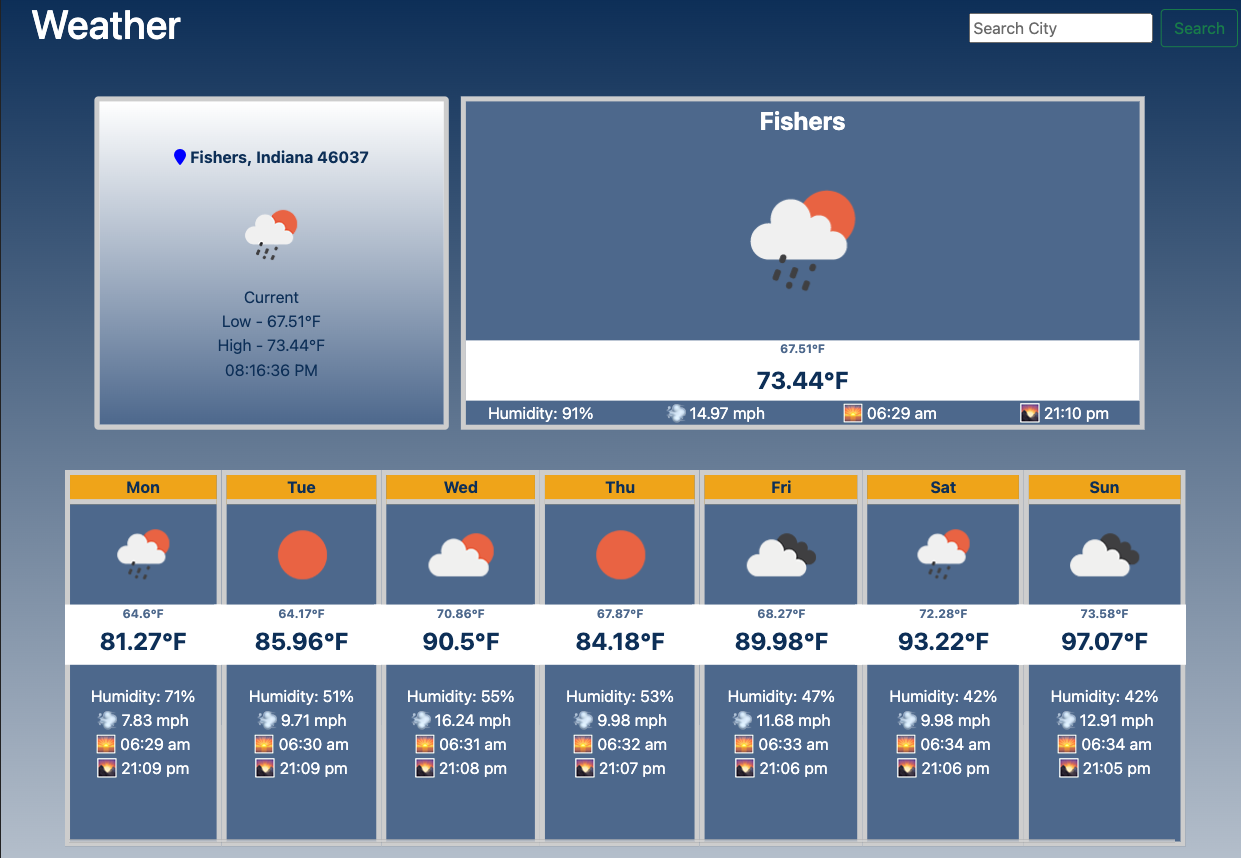 Weather
Search City
Search
Fishers, Indiana 46037
Current
Low - 67.51°F
High - 73.44°F
08:16:36 PM
Fishers
67.51°F
73.44°F
Humidity: 91%
14.97 mph
06:29 am
21:10 pm
Mon
64.6°F
81.27°F
Humidity: 71%
7.83 mph
06:29 am
21:09 pm
Tue
64.17°F
85.96°F
Humidity: 51%
9.71 mph
06:30 am
21:09 pm
Wed
70.86°F
90.5°F
Humidity: 55%
16.24 mph
06:31 am
21:08 pm
Thu
67.87°F
84.18°F
Humidity: 53%
9.98 mph
06:32 am
21:07 pm
Fri
68.27°F
89.98°F
Humidity: 47%
11.68 mph
06:33 am
21:06 pm
Sat
72.28°F
93.22°F
Humidity: 42%
9.98 mph
06:34 am
21:06 pm
Sun
73.58°F
97.07°F
Humidity: 42%
12.91 mph
06:34 am
21:05 pm